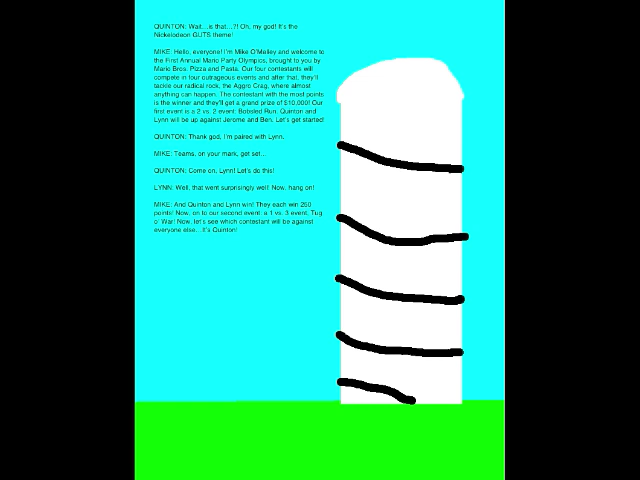 QUINTON: Wait…is that…?! Oh, my god! It's the
Nickelodeon GUTS theme!
MIKE: Hello, everyone! I'm Mike O'Malley and welcome to
the First Annual Mario Party Olympics, brought to you by
Mario Bros. Pizza and Pasta. Our four contestants will
compete in four outrageous events and after that, they'll
tackle our radical rock, the Aggro Crag, where almost
anything can happen. The contestant with the most points
is the winner and they'll get a grand prize of $10,000! Our
first event is a 2 vs. 2 event: Bobsled Run. Quinton and
Lynn will be up against Jerome and Ben. Let's get started!
QUINTON: Thank god, I'm paired with Lynn.
MIKE: Teams, on your mark, get set…
QUINTON: Come on, Lynn! Let's do this!
LYNN: Well, that went surprisingly well! Now, hang on!
MIKE: And Quinton and Lynn win! They each win 250
points! Now, on to our second event: a 1 vs. 3 event, Tug
o' War! Now, let's see which contestant will be against
everyone else…It's Quinton!